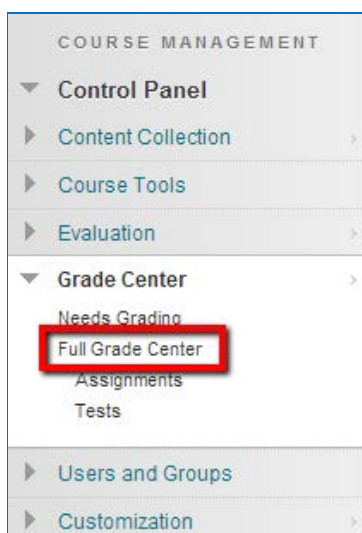 COURSE MANAGEMENT
Control Panel
Content Collection
Course Tools
Evaluation
Grade Center
Needs Grading
Full Grade Center
Assignments
Tests
Users and Groups
Customization